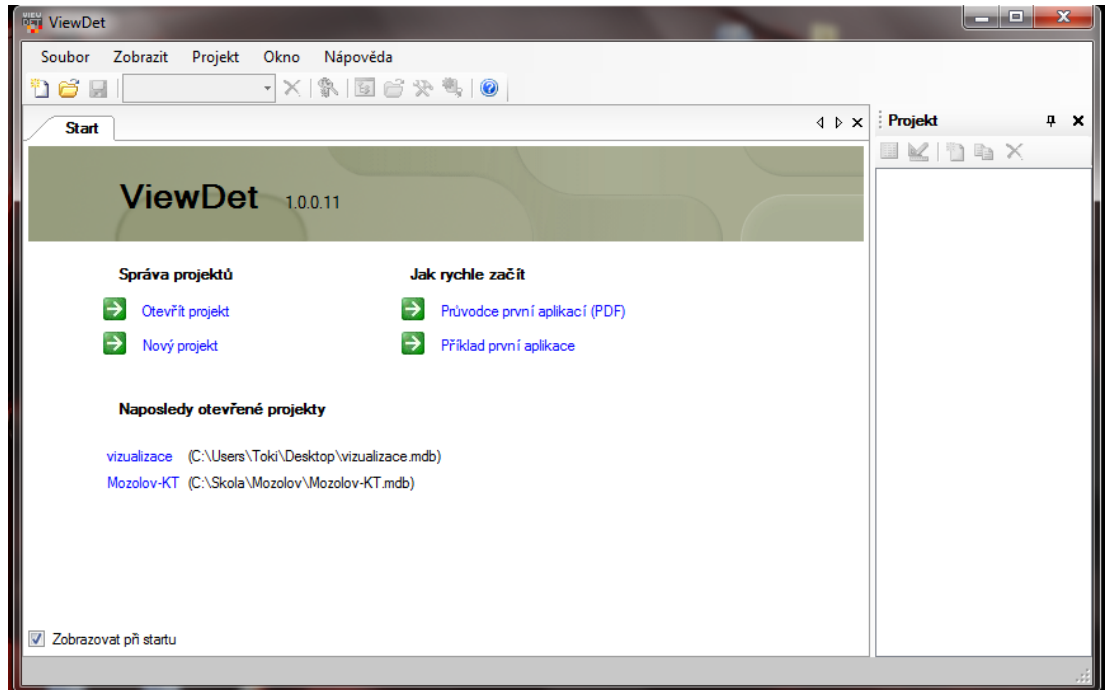 VIEW DET ViewDet
Soubor Zobrazit Projekt Okno Nápověda
Start
Projekt
ViewDet 1.0.0.11
Správa projektů
Otevřít projekt
Nový projekt
Jak rychle začít
Průvodce první aplikací (PDF)
Příklad první aplikace
Naposledy otevřené projekty
vizualizace (C:\Users\Toki\Desktop\vizualizace.mdb)
Mozolov-KT (C:\Skola\Mozolov\Mozolov-KT.mdb)
Zobrazovat při startu